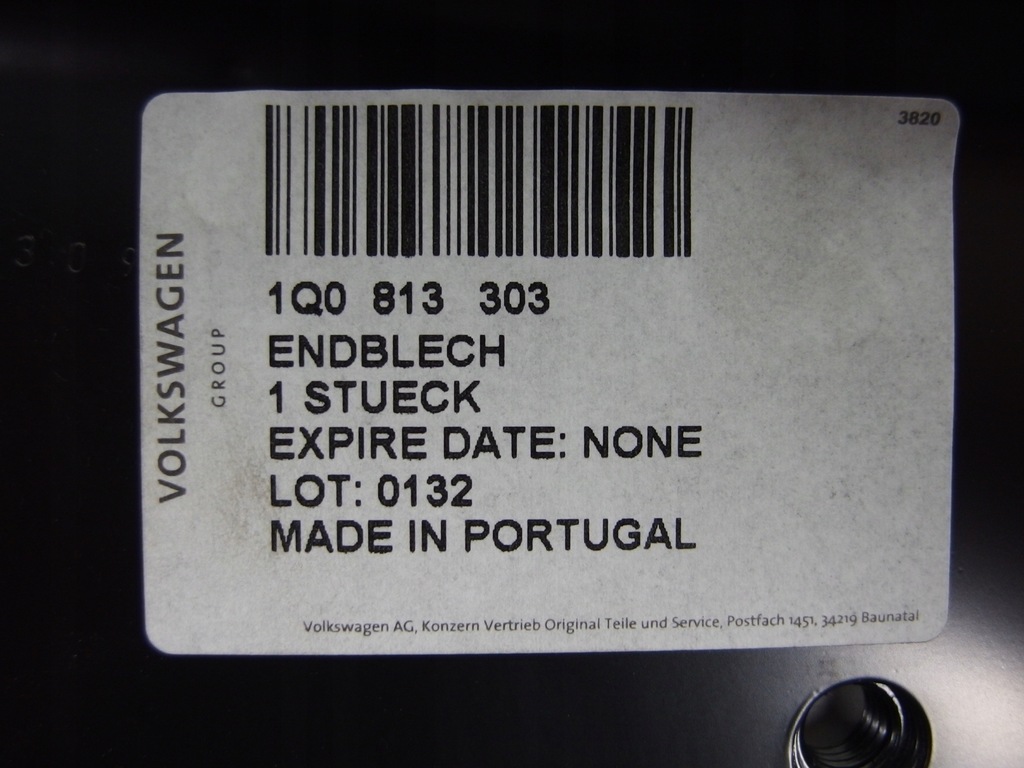 3820
VOLKSWAGEN
GROUP
1Q0 813 303
ENDBLECH
1 STUECK
EXPIRE DATE: NONE
LOT: 0132
MADE IN PORTUGAL
Volkswagen AG, Konzern Vertrieb Original Teile und Service, Postfach 1451, 34219 Baunatal